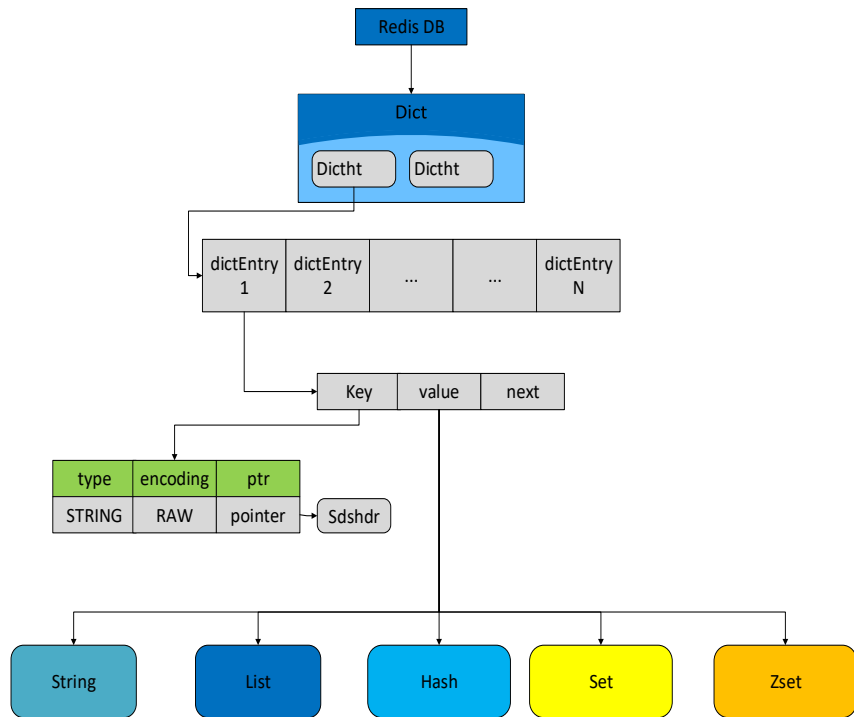 Redis DB
Dict
Dictht Dictht
dictEntry 1 dictEntry 2 ... ... dictEntry N
Key value next
type encoding ptr
STRING RAW pointer Sdshdr
String List Hash Set Zset